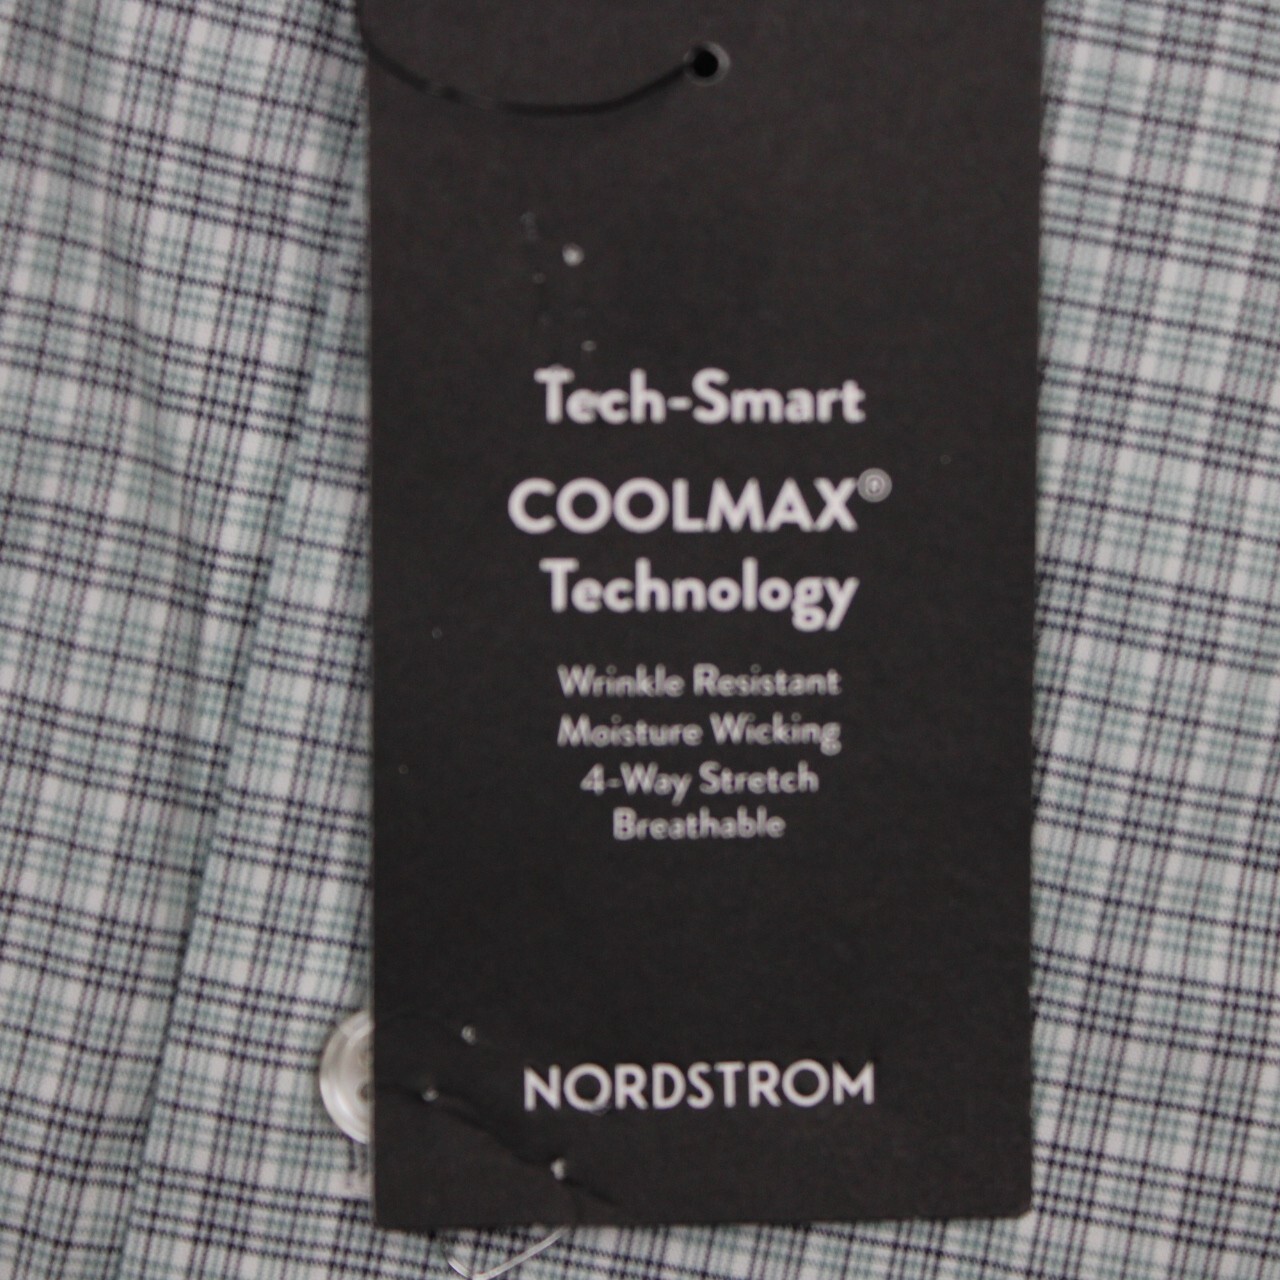 Tech-Smart
COOLMAX®
Technology
Wrinkle Resistant
Moisture Wicking
4-Way Stretch
Breathable
NORDSTROM